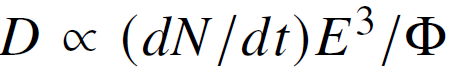 D ∝ (dN/dt)E³/Φ